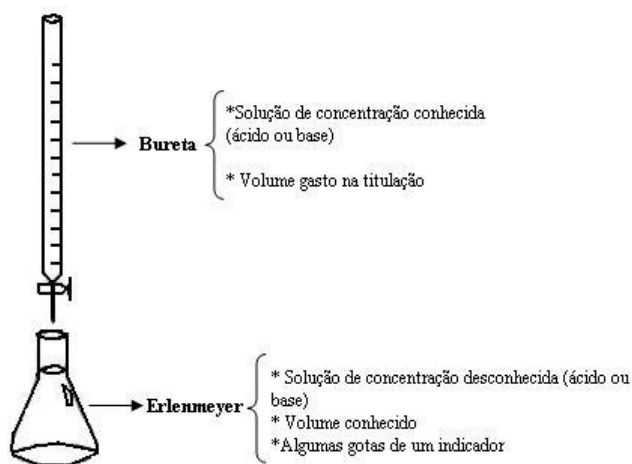 *Solução de concentração conhecida
(ácido ou base)
Bureta
* Volume gasto na titulação
* Solução de concentração desconhecida (ácido ou
base)
Erlenmeyer
* Volume conhecido
*Algumas gotas de um indicador